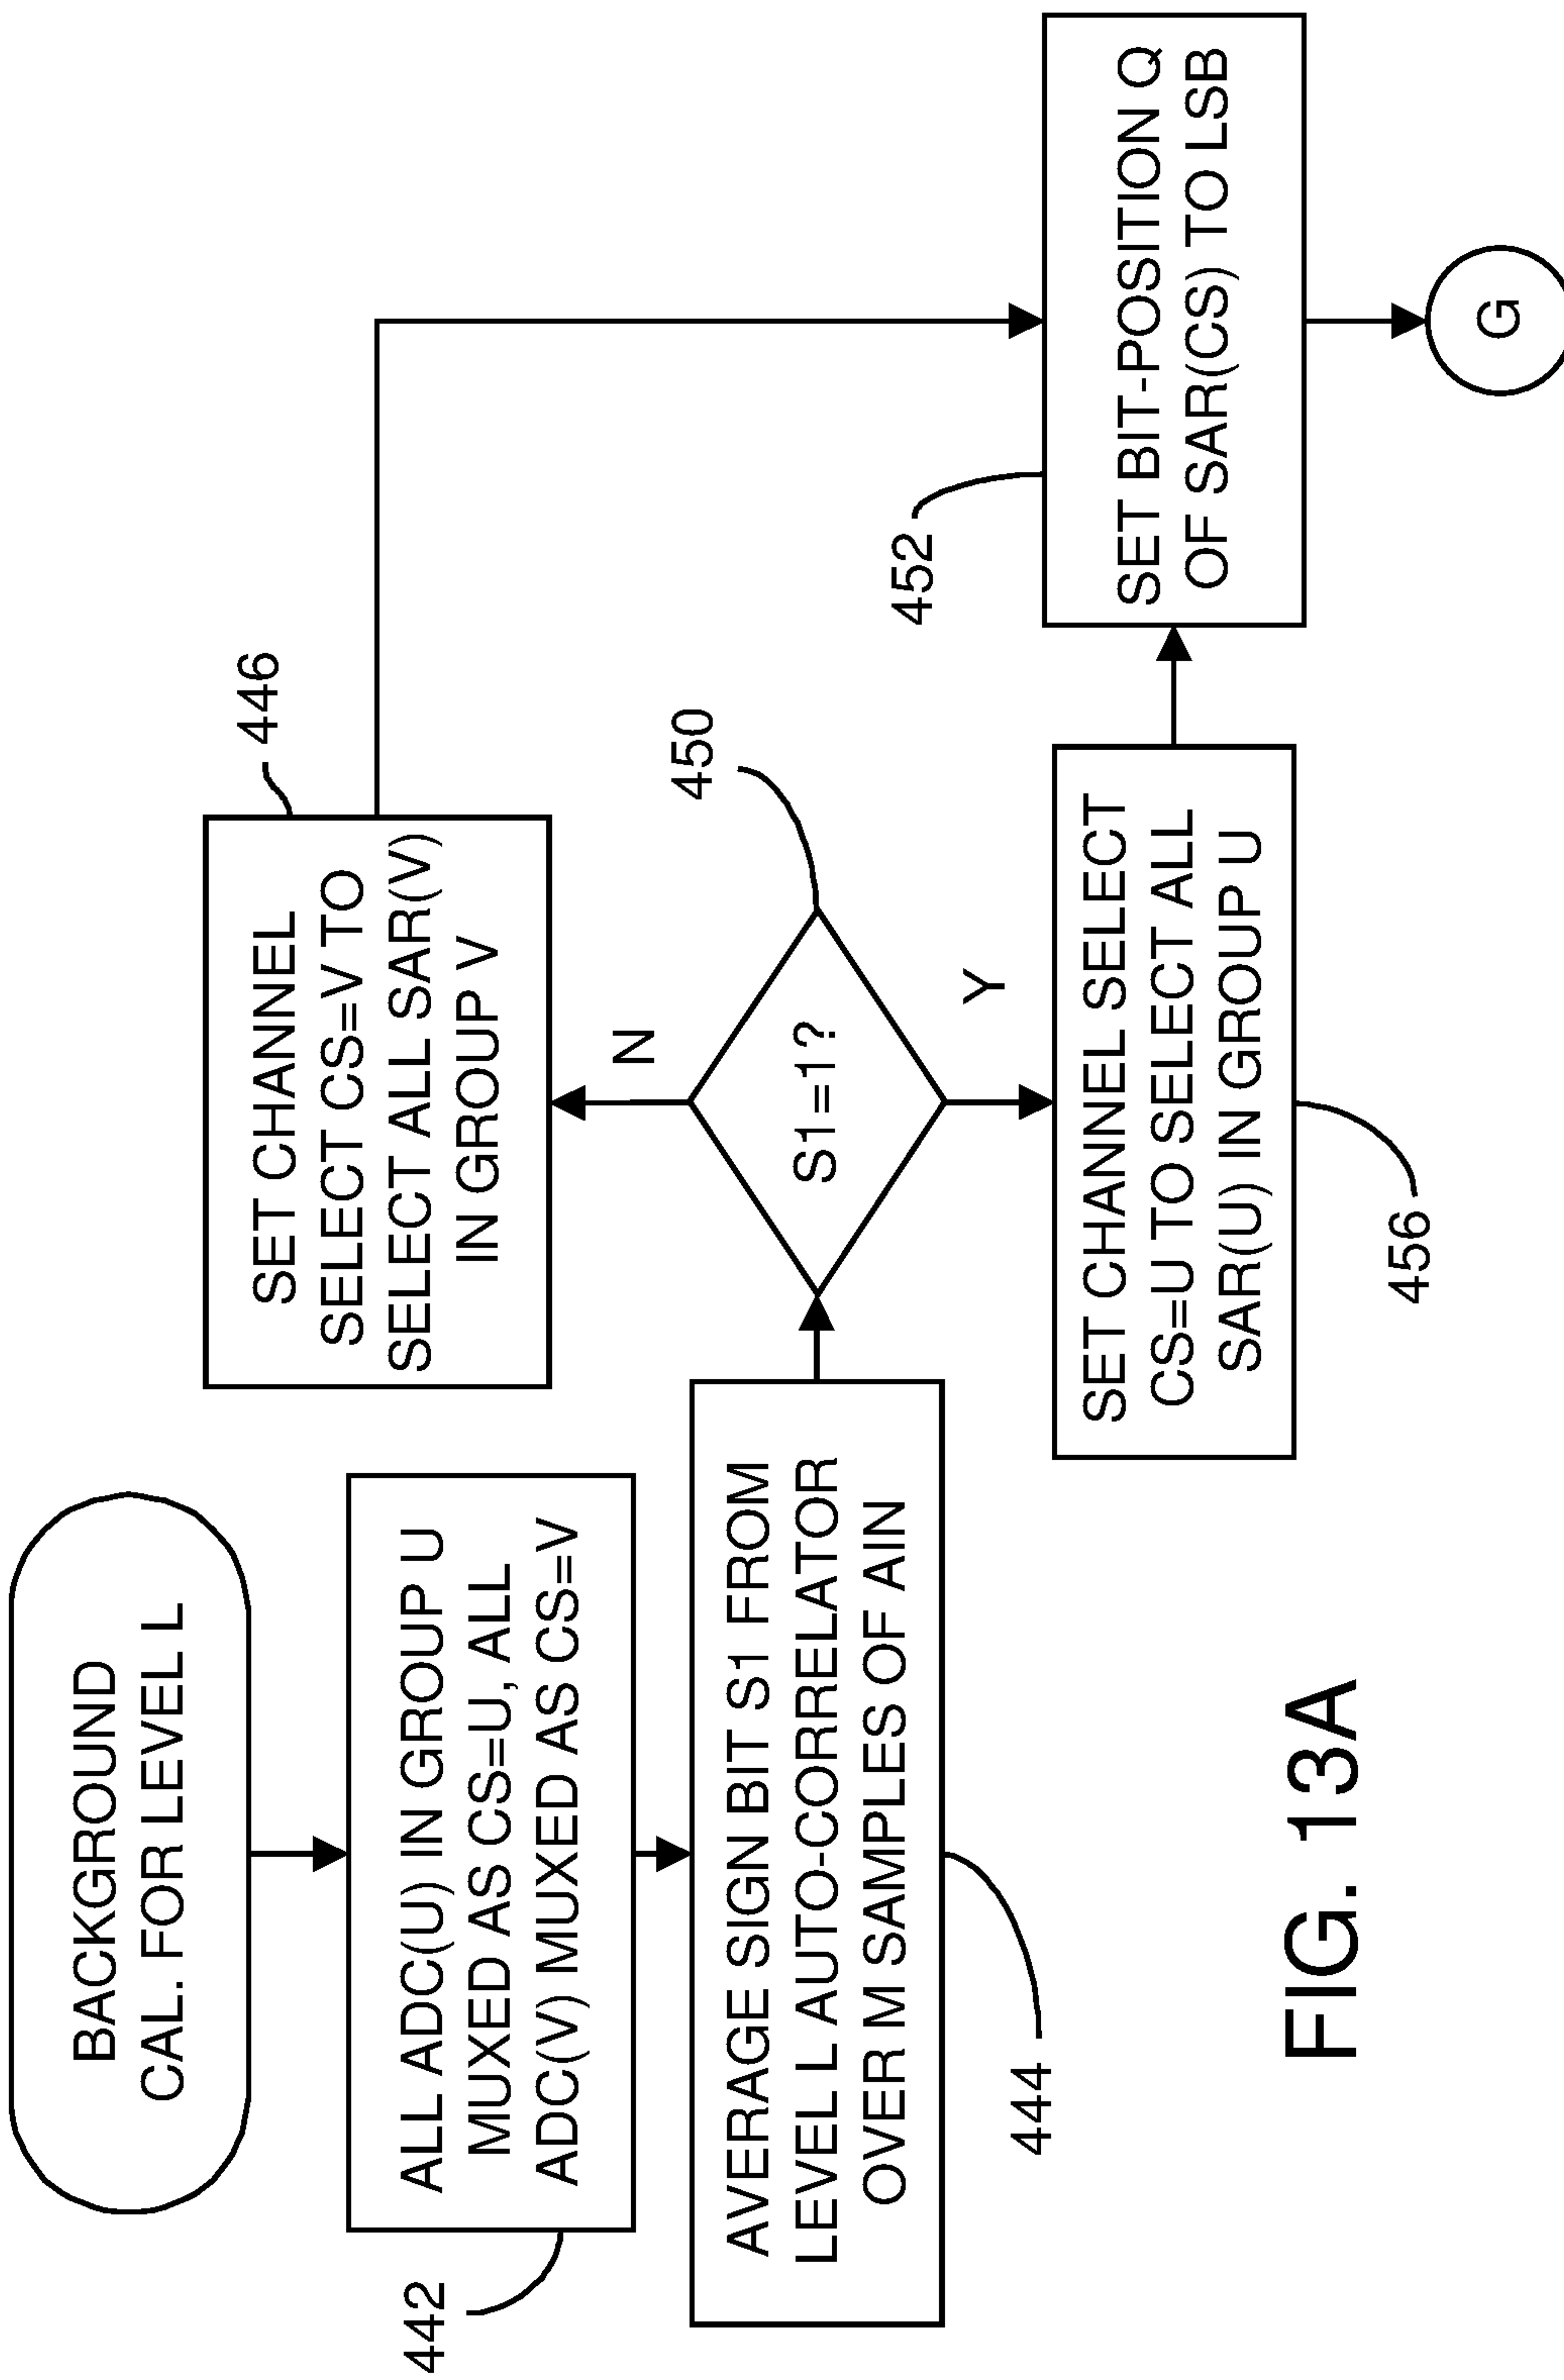 BACKGROUND
CAL. FOR LEVEL L
442
ALL ADC(U) IN GROUP U
MUXED AS CS=U, ALL
ADC(V) MUXED AS CS=V
AVERAGE SIGN BIT S1 FROM
LEVEL L AUTO-CORRELATOR
OVER M SAMPLES OF AIN
444
446
SET CHANNEL
SELECT CS=V TO
SELECT ALL SAR(V)
IN GROUP V
N
450
S1=1?
Y
SET CHANNEL SELECT
CS=U TO SELECT ALL
SAR(U) IN GROUP U
456
452
SET BIT-POSITION Q
OF SAR(CS) TO LSB
G
FIG. 13A